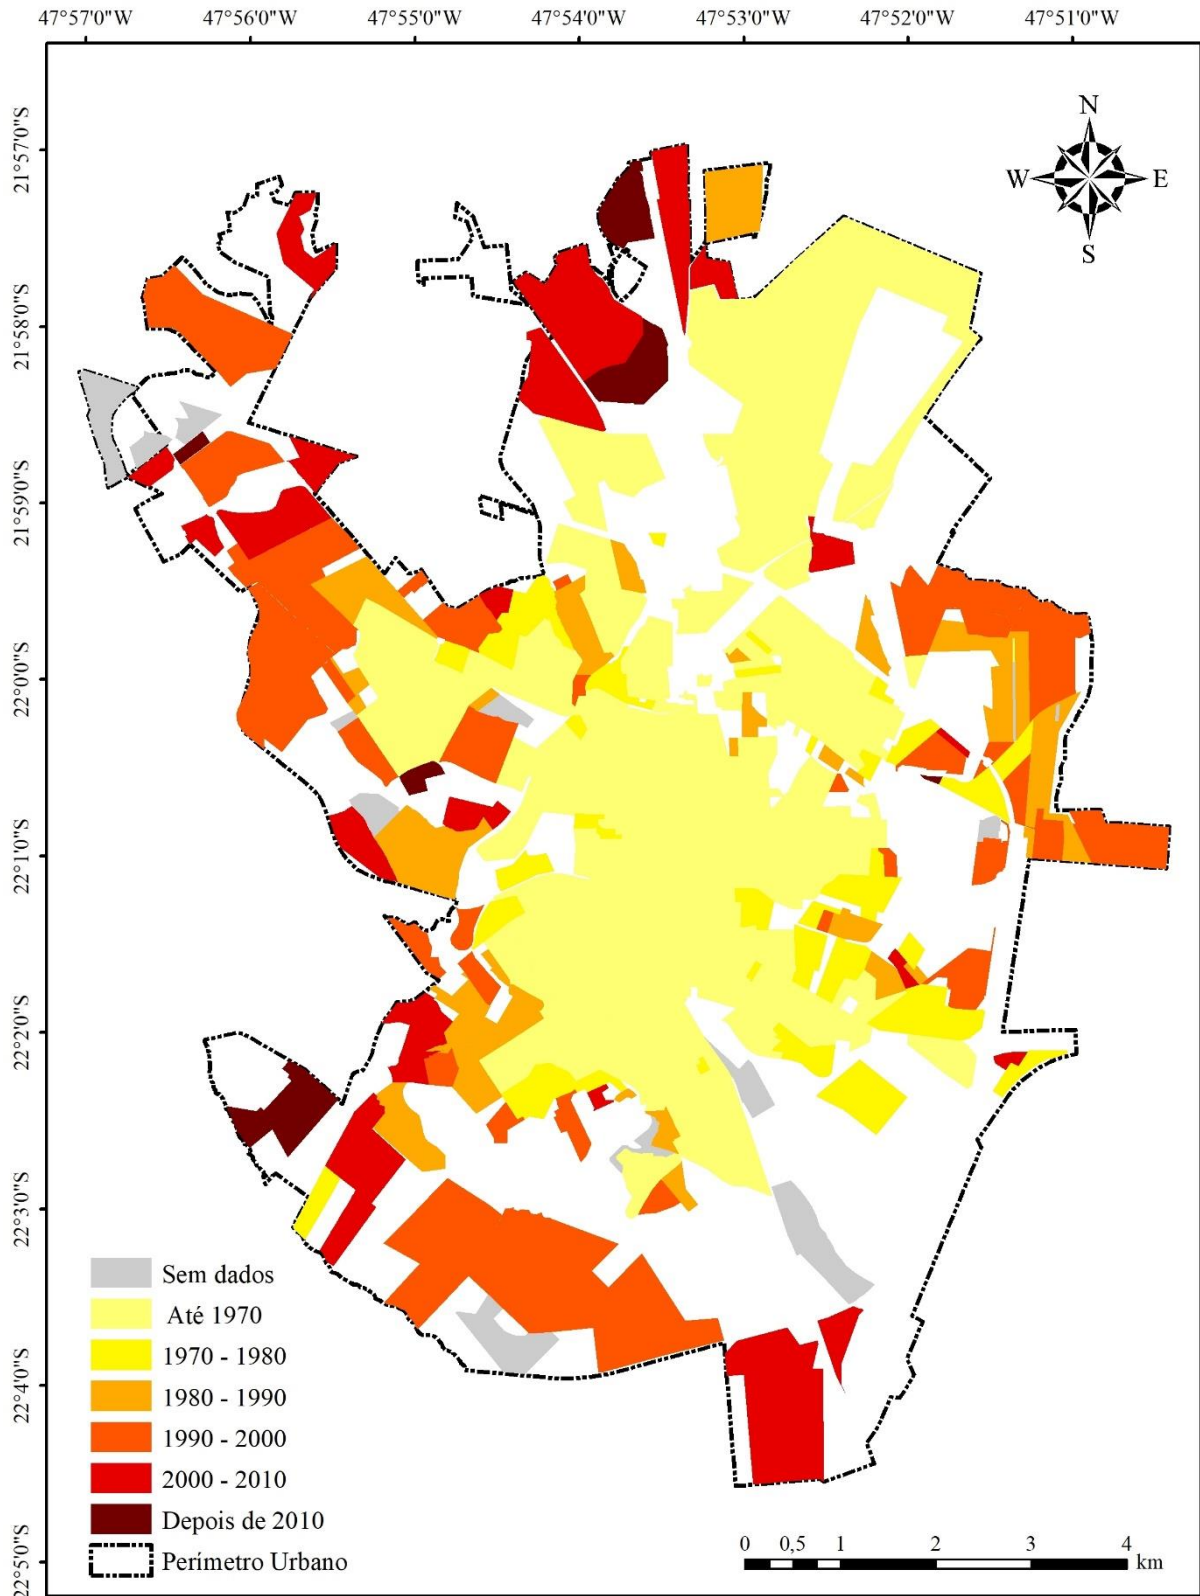 47°57'0"W 47°56'0"W 47°55'0"W 47°54'0"W 47°53'0"W 47°52'0"W 47°51'0"W
N
W E
S
21°57'0"S
21°58'0"S
21°59'0"S
22°0'0"S
22°1'0"S
22°2'0"S
22°3'0"S
22°4'0"S
22°5'0"S
Sem dados
Até 1970
1970 - 1980
1980 - 1990
1990 - 2000
2000 - 2010
Depois de 2010
Perímetro Urbano
0 0,5 1 2 3 4
km